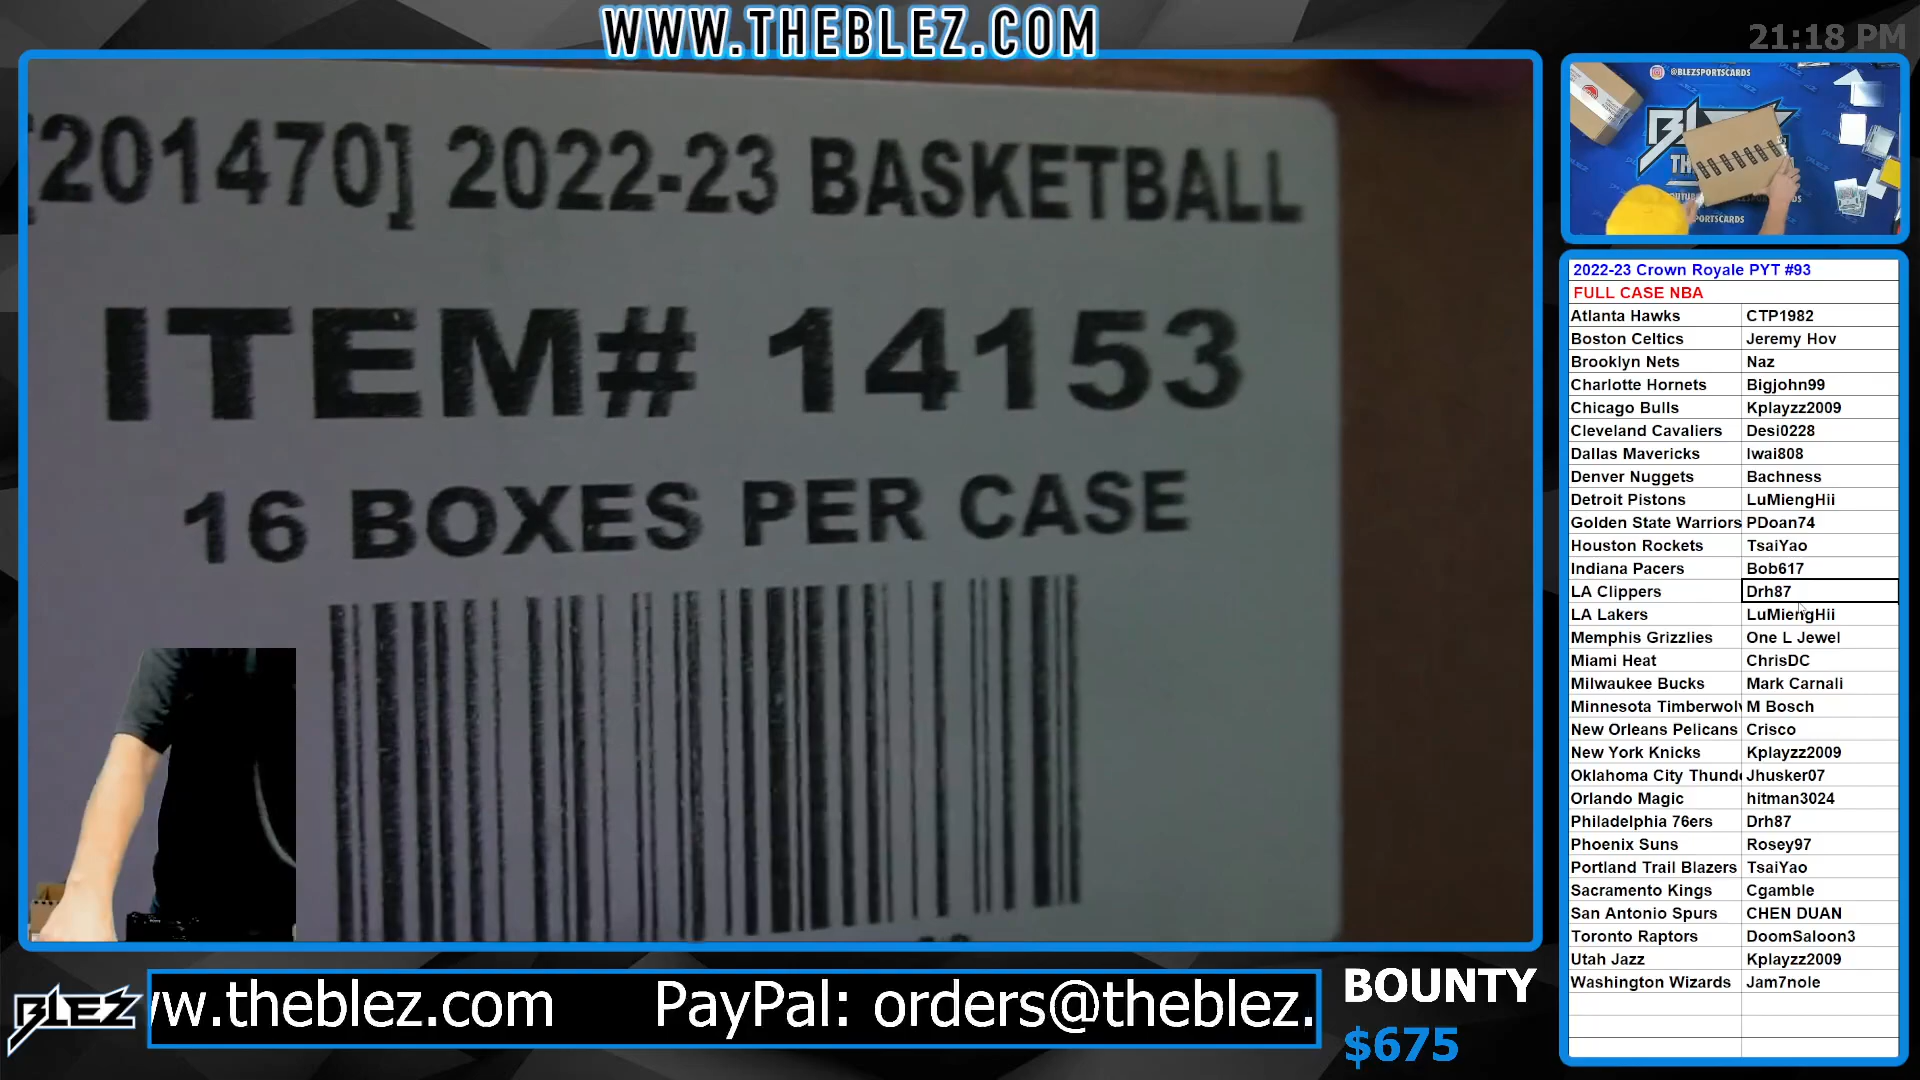 WWW.THEBLEZ.COM
21:18 PM
[201470] 2022-23 BASKETBALL
ITEM# 14153
16 BOXES PER CASE
@BLEZSPORTSCARDS
2022-23 Crown Royale PYT #93
FULL CASE NBA
Atlanta Hawks CTP1982
Boston Celtics Jeremy Hov
Brooklyn Nets Naz
Charlotte Hornets Bigjohn99
Chicago Bulls Kplayzz2009
Cleveland Cavaliers Desi0228
Dallas Mavericks Iwai808
Denver Nuggets Bachness
Detroit Pistons LuMiengHii
Golden State Warriors PDoan74
Houston Rockets TsaiYao
Indiana Pacers Bob617
LA Clippers Drh87
LA Lakers LuMiengHii
Memphis Grizzlies One L Jewel
Miami Heat ChrisDC
Milwaukee Bucks Mark Carnali
Minnesota Timberwolv M Bosch
New Orleans Pelicans Crisco
New York Knicks Kplayzz2009
Oklahoma City Thunde Jhusker07
Orlando Magic hitman3024
Philadelphia 76ers Drh87
Phoenix Suns Rosey97
Portland Trail Blazers TsaiYao
Sacramento Kings Cgamble
San Antonio Spurs CHEN DUAN
Toronto Raptors DoomSaloon3
Utah Jazz Kplayzz2009
Washington Wizards Jam7nole
BLEZ
w.theblez.com PayPal: orders@theblez.
BOUNTY
$675